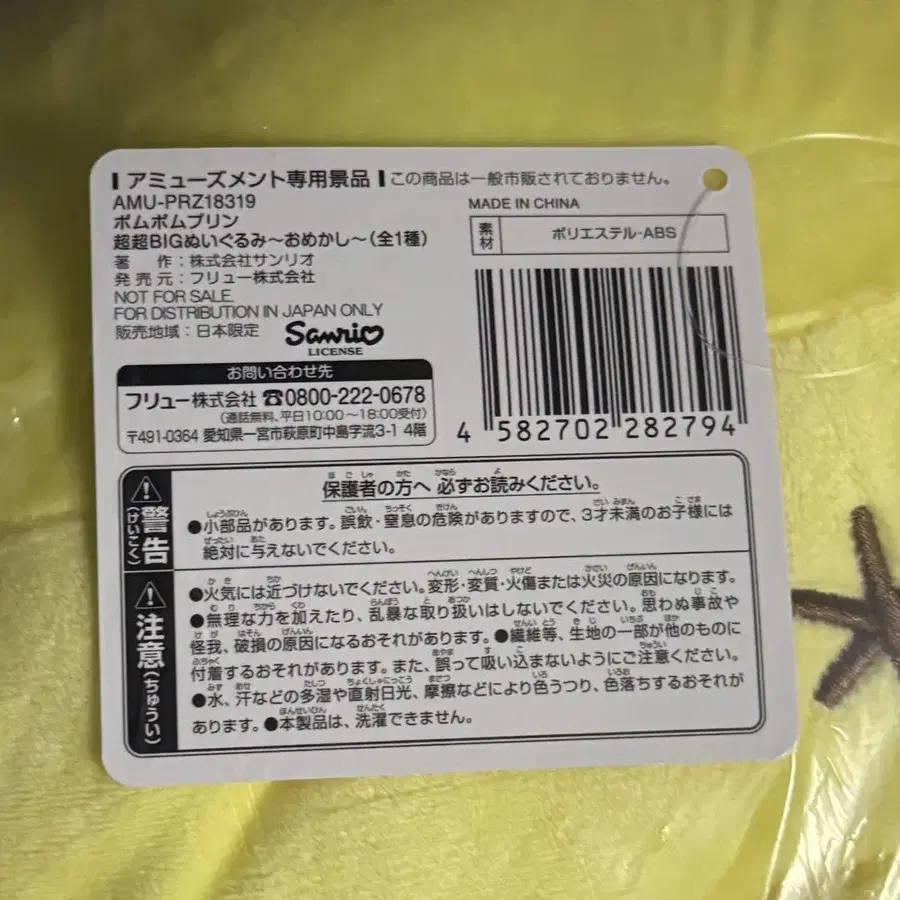 アミューズメント専用景品 この商品は一般市販されておりません。
AMU-PRZ18319
ポムポムプリン
超超BIGぬいぐるみ〜おめかし〜(全1種)
著 作:株式会社サンリオ
発 売 元:フリュー株式会社
NOT FOR SALE
FOR DISTRIBUTION IN JAPAN ONLY
販売地域:日本限定
Sanrio
LICENSE
MADE IN CHINA
素材 ポリエステル・ABS
4 582702 282794
お問い合わせ先
フリュー株式会社 ☎0800-222-0678
(通話無料、平日10:00〜18:00受付)
〒491-0364 愛知県一宮市萩原町中島字流3-1 4階
保護者の方へ 必ずお読みください。
警告(けいこく)
●小部品があります。誤飲・窒息の危険がありますので、3才未満のお子様には
絶対に与えないでください。
注意(ちゅうい)
●火気には近づけないでください。変形・変質・火傷または火災の原因になります。
●無理な力を加えたり、乱暴な取り扱いはしないでください。思わぬ事故や
怪我、破損の原因になるおそれがあります。●繊維等、生地の一部が他のものに
付着するおそれがあります。また、誤って吸い込まないようにご注意ください。
●水、汗などの多湿や直射日光、摩擦などにより色うつり、色落ちするおそれが
あります。●本製品は、洗濯できません。